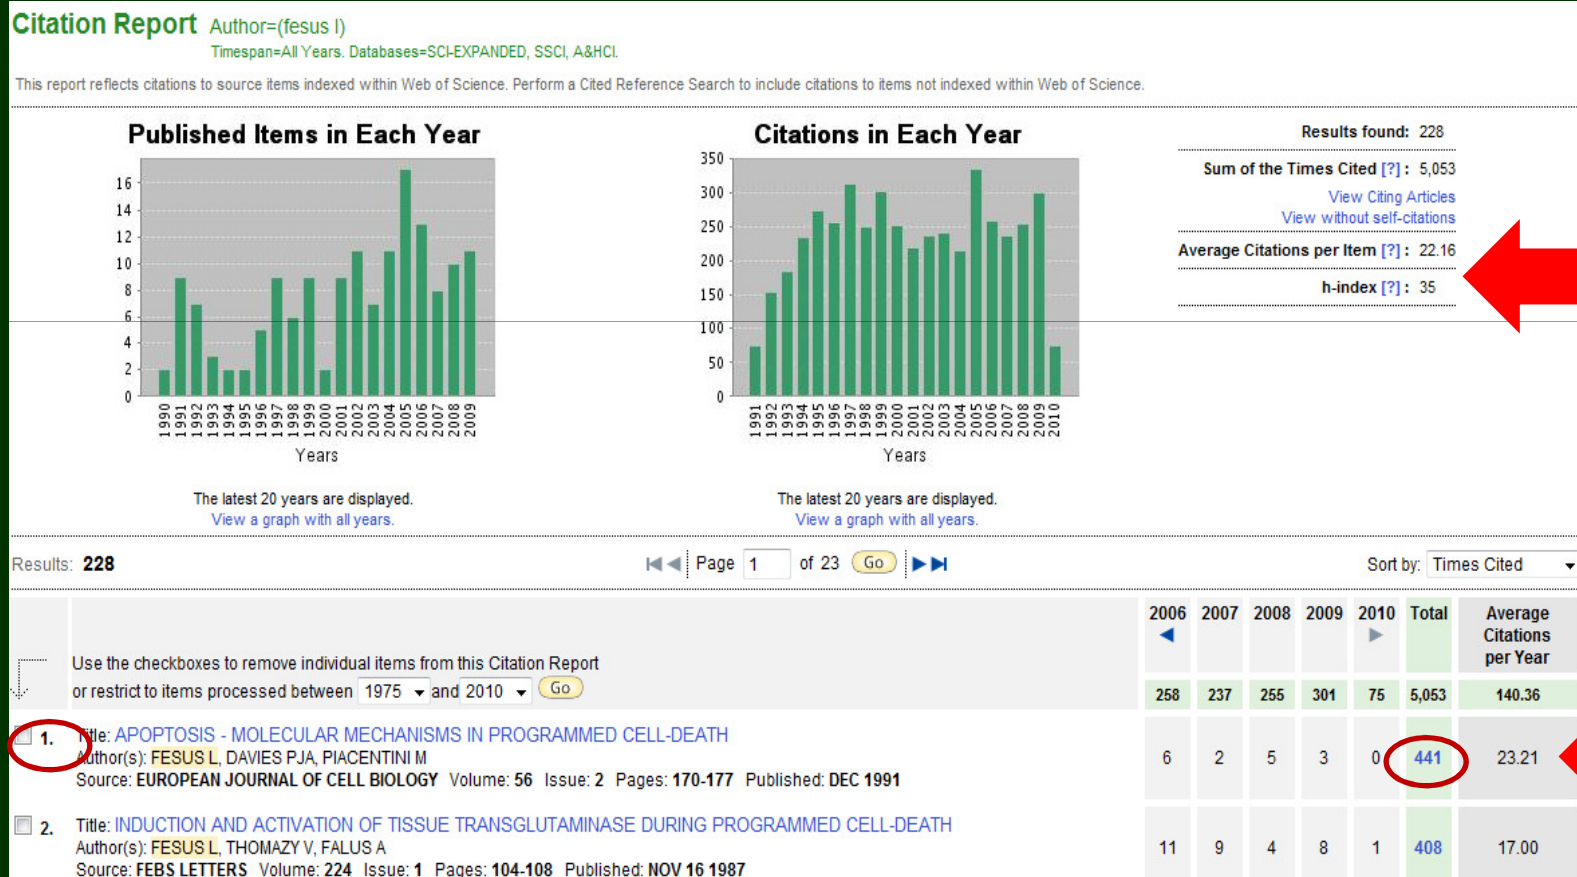 Citation Report Author=(fesus l)
Timespan=All Years. Databases=SCI-EXPANDED, SSCI, A&HCI.
This report reflects citations to source items indexed within Web of Science. Perform a Cited Reference Search to include citations to items not indexed within Web of Science.
Published Items in Each Year
16
14
12
10
8
6
4
2
0
1990 1991 1992 1993 1994 1995 1996 1997 1998 1999 2000 2001 2002 2003 2004 2005 2006 2007 2008 2009
Years
The latest 20 years are displayed.
View a graph with all years.
Citations in Each Year
350
300
250
200
150
100
50
0
1991 1992 1993 1994 1995 1996 1997 1998 1999 2000 2001 2002 2003 2004 2005 2006 2007 2008 2009 2010
Years
The latest 20 years are displayed.
View a graph with all years.
Results found: 228
Sum of the Times Cited [?] : 5,053
View Citing Articles
View without self-citations
Average Citations per Item [?] : 22.16
h-index [?] : 35
Results: 228 Page 1 of 23 Go Sort by: Times Cited
2006 2007 2008 2009 2010 Total Average Citations per Year
Use the checkboxes to remove individual items from this Citation Report
or restrict to items processed between 1975 and 2010 Go
258 237 255 301 75 5,053 140.36
1. Title: APOPTOSIS - MOLECULAR MECHANISMS IN PROGRAMMED CELL-DEATH
Author(s): FESUS L, DAVIES PJA, PIACENTINI M
Source: EUROPEAN JOURNAL OF CELL BIOLOGY Volume: 56 Issue: 2 Pages: 170-177 Published: DEC 1991
6 2 5 3 0 441 23.21
2. Title: INDUCTION AND ACTIVATION OF TISSUE TRANSGLUTAMINASE DURING PROGRAMMED CELL-DEATH
Author(s): FESUS L, THOMAZY V, FALUS A
Source: FEBS LETTERS Volume: 224 Issue: 1 Pages: 104-108 Published: NOV 16 1987
11 9 4 8 1 408 17.00